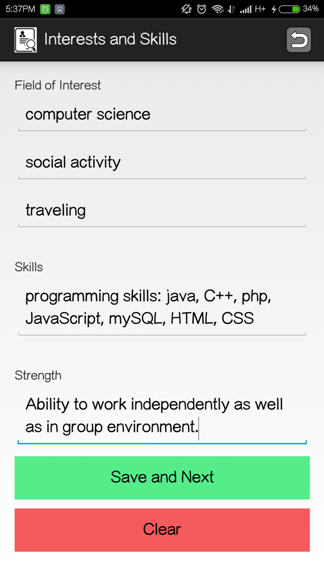 5:37PM H+ 34%
Interests and Skills
Field of Interest
computer science
social activity
traveling
Skills
programming skills: java, C++, php,
JavaScript, mySQL, HTML, CSS
Strength
Ability to work independently as well
as in group environment.
Save and Next
Clear